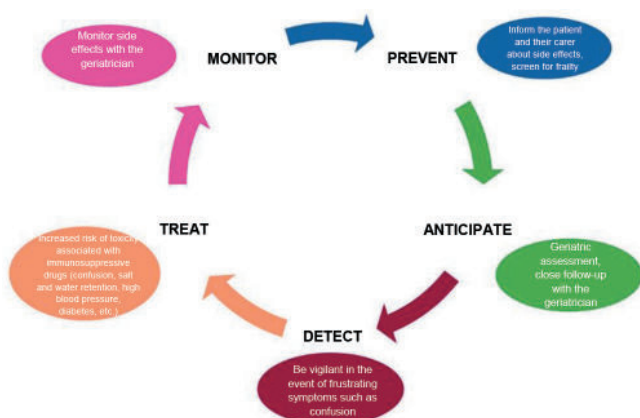 MONITOR
Monitor side
effects with the
geriatrician
PREVENT
Inform the patient
and their carer
about side effects,
screen for frailty
ANTICIPATE
Geriatric
assessment,
close follow-up
with the
geriatrician
DETECT
Be vigilant in the
event of frustrating
symptoms such as
confusion
TREAT
Increased risk of toxicity
associated with
immunosuppressive
drugs (confusion, salt
and water retention, high
blood pressure,
diabetes, etc.)